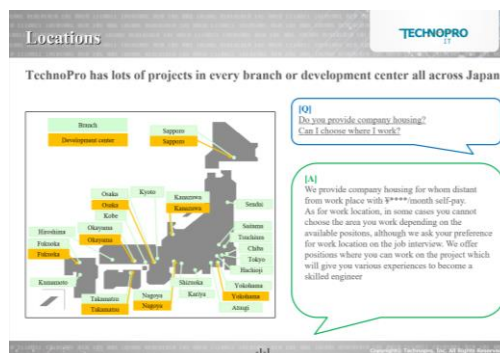 Locations
TECHNOPRO
IT
TechnoPro has lots of projects in every branch or development center all across Japan
Branch
Development center
Sapporo
Sapporo
Osaka
Osaka
Kobe
Kyoto
Kanazawa
Kanazawa
Sendai
Okayama
Okayama
Hiroshima
Fukuoka
Fukuoka
Kumamoto
Saitama
Touchiura
Chiba
Tokyo
Hachioji
Takamatsu
Takamatsu
Nagoya
Nagoya
Shizuoka
Kariya
Yokohama
Yokohama
Atsugi
[Q]
Do you provide company housing?
Can I choose where I work?
[A]
We provide company housing for whom distant
from work place with ¥****/month self-pay.
As for work location, in some cases you cannot
choose the area you work depending on the
available positons, although we ask your preference
for work location on the job interview. We offer
positions where you can work on the project which
will give you various experiences to become a
skilled engineer